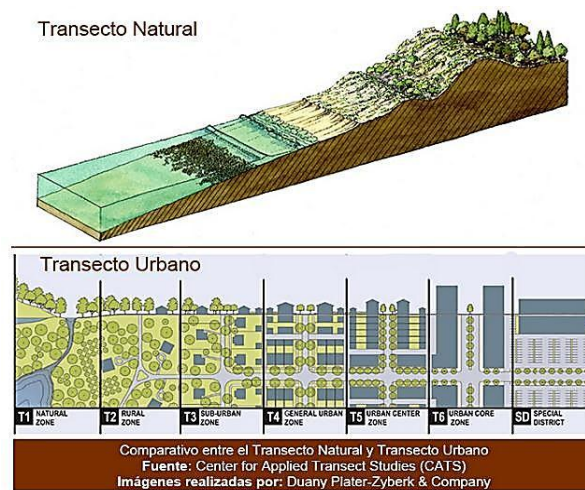 Transecto Natural
Transecto Urbano
T1 NATURAL ZONE
T2 RURAL ZONE
T3 SUB-URBAN ZONE
T4 GENERAL URBAN ZONE
T5 URBAN CENTER ZONE
T6 URBAN CORE ZONE
SD SPECIAL DISTRICT
Comparativo entre el Transecto Natural y Transecto Urbano
Fuente: Center for Applied Transect Studies (CATS)
Imágenes realizadas por: Duany Plater-Zyberk & Company